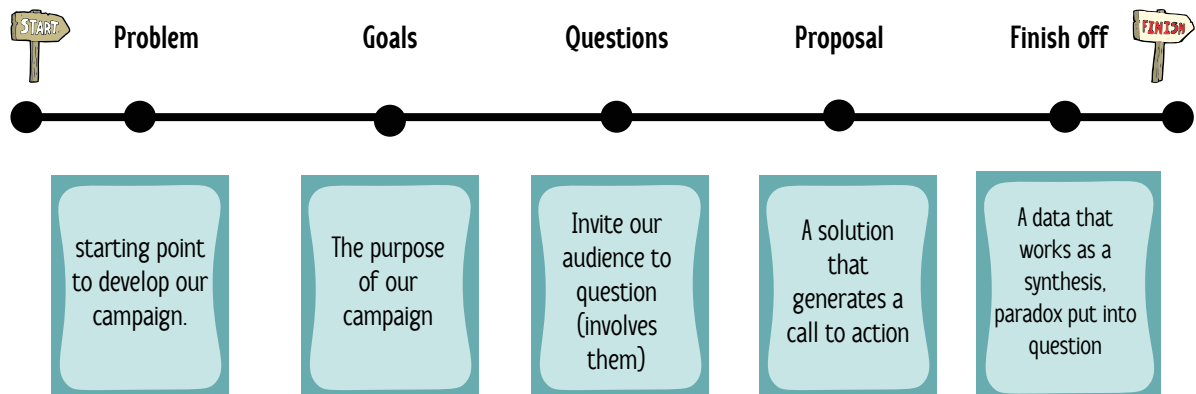 START
Problem
Goals
Questions
Proposal
Finish off
FINISH
starting point
to develop our
campaign.
The purpose
of our
campaign
Invite our
audience to
question
(involves
them)
A solution
that
generates a
call to action
A data that
works as a
synthesis,
paradox put into
question